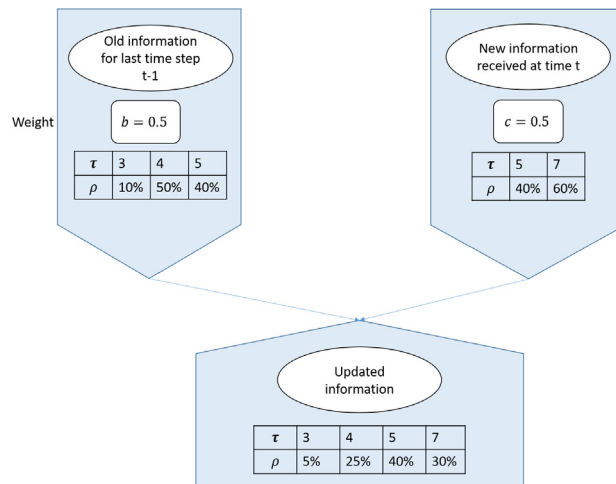 Old information
for last time step
t-1
New information
received at time t
Weight
b = 0.5
c = 0.5
τ 3 4 5
ρ 10% 50% 40%
τ 5 7
ρ 40% 60%
Updated
information
τ 3 4 5 7
ρ 5% 25% 40% 30%